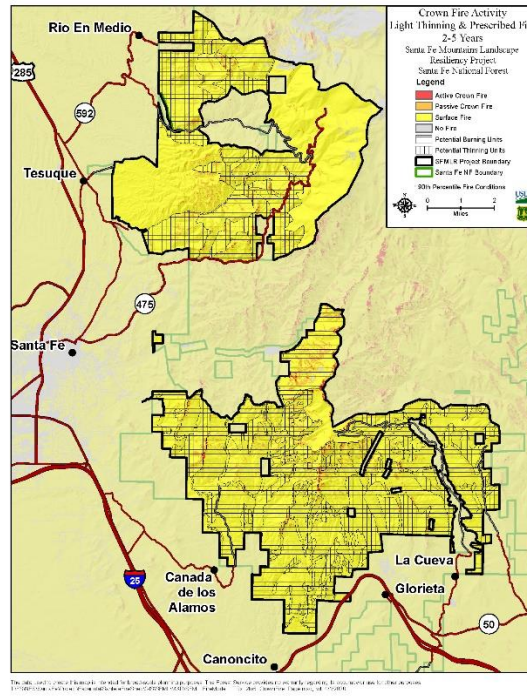 Crown Fire Activity
Light Thinning & Prescribed Fi
2-5 Years
Santa Fe Mountains Landscape
Resiliency Project
Santa Fe National Forest
Legend
Active Crown Fire
Passive Crown Fire
Surface Fire
No Fire
Potential Burning Units
Potential Thinning Units
SFMLR Project Boundary
Santa Fe NF Boundary
90th Percentile Fire Conditions
0 1 2
Miles
Rio En Medio
285
592
Tesuque
475
Santa Fe
25
Canada
de los
Alamos
La Cueva
Glorieta
50
Canoncito